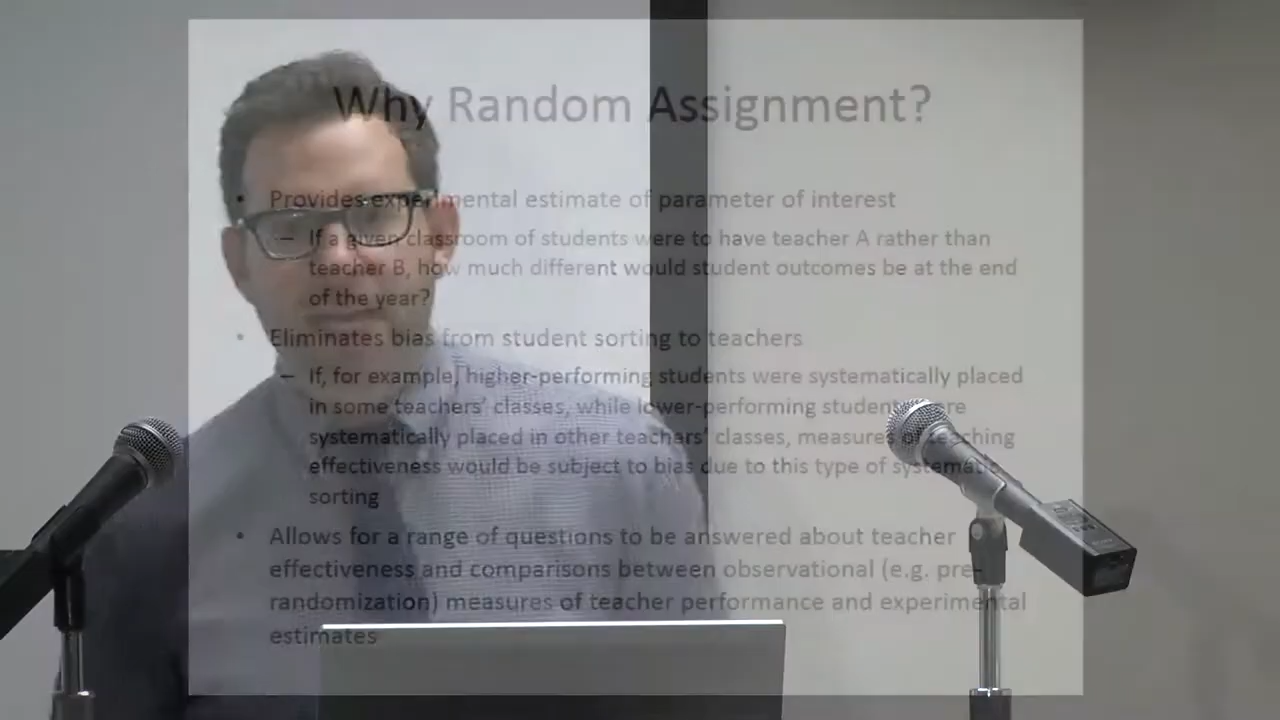 Why Random Assignment?
• Provides experimental estimate of parameter of interest
– If a given classroom of students were to have teacher A rather than
teacher B, how much different would student outcomes be at the end
of the year?
• Eliminates bias from student sorting to teachers
– If, for example, higher-performing students were systematically placed
in some teachers’ classes, while lower-performing students were
systematically placed in other teachers’ classes, measures of teaching
effectiveness would be subject to bias due to this type of systematic
sorting
• Allows for a range of questions to be answered about teacher
effectiveness and comparisons between observational (e.g. pre-
randomization) measures of teacher performance and experimental
estimates